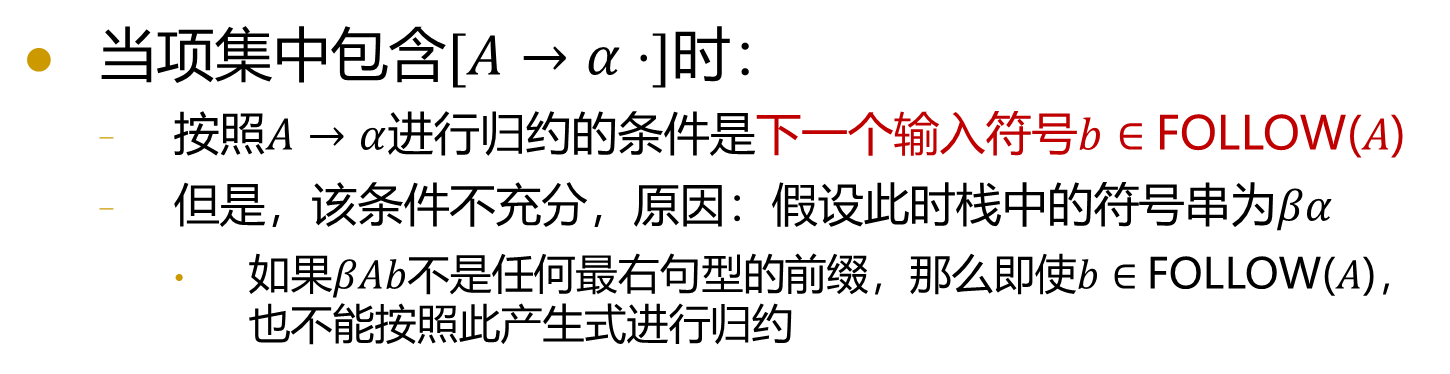 ● 当项集中包含[A → α ·]时：
– 按照A → α进行归约的条件是下一个输入符号b ∈ FOLLOW(A)
– 但是，该条件不充分，原因：假设此时栈中的符号串为βα
• 如果βAb不是任何最右句型的前缀，那么即使b ∈ FOLLOW(A)，
也不能按照此产生式进行归约